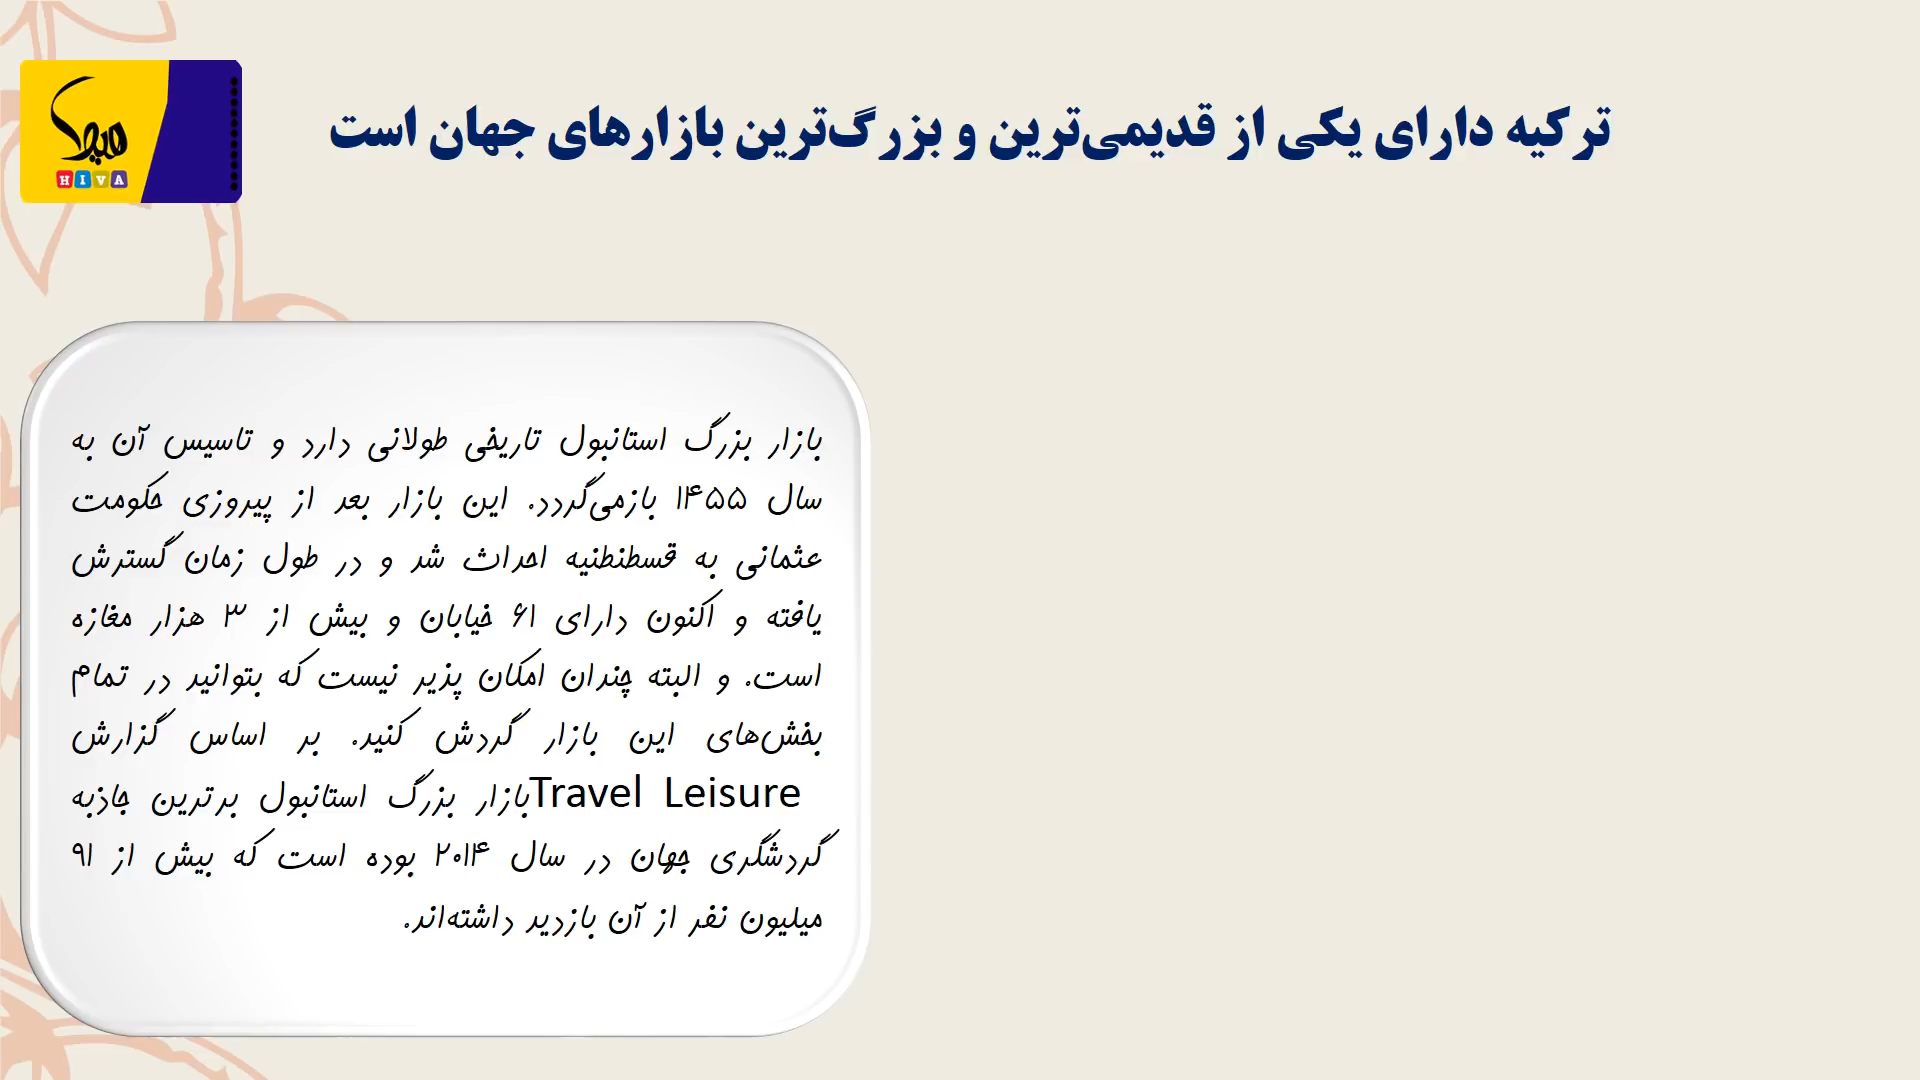 ترکیه دارای یکی از قدیمی‌ترین و بزرگ‌ترین بازارهای جهان است
هیوا
HIVA
بازار بزرگ استانبول تاریخی طولانی دارد و تاسیس آن به
سال ۱۴۵۵ بازمی‌گردد. این بازار بعد از پیروزی حکومت
عثمانی به قسطنطنیه احداث شد و در طول زمان گسترش
یافته و اکنون دارای ۶۱ خیابان و بیش از ۳ هزار مغازه
است. و البته چندان امکان پذیر نیست که بتوانید در تمام
بخش‌های این بازار گردش کنید. بر اساس گزارش
Travel Leisure بازار بزرگ استانبول برترین جاذبه
گردشگری جهان در سال ۲۰۱۴ بوده است که بیش از ۹۱
میلیون نفر از آن بازدید داشته‌اند.